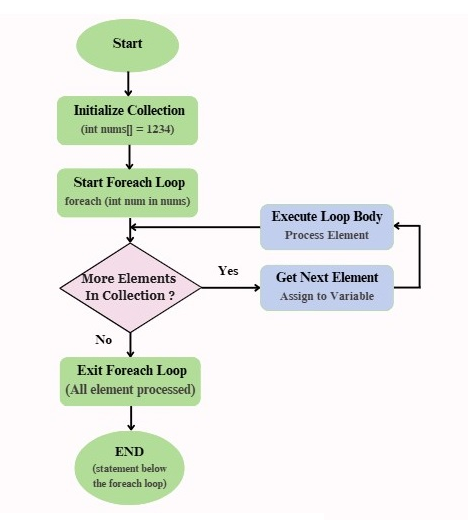 Start
Initialize Collection
(int nums[] = 1234)
Start Foreach Loop
foreach (int num in nums)
Execute Loop Body
Process Element
More Elements
In Collection ?
Yes
Get Next Element
Assign to Variable
No
Exit Foreach Loop
(All element processed)
END
(statement below
the foreach loop)